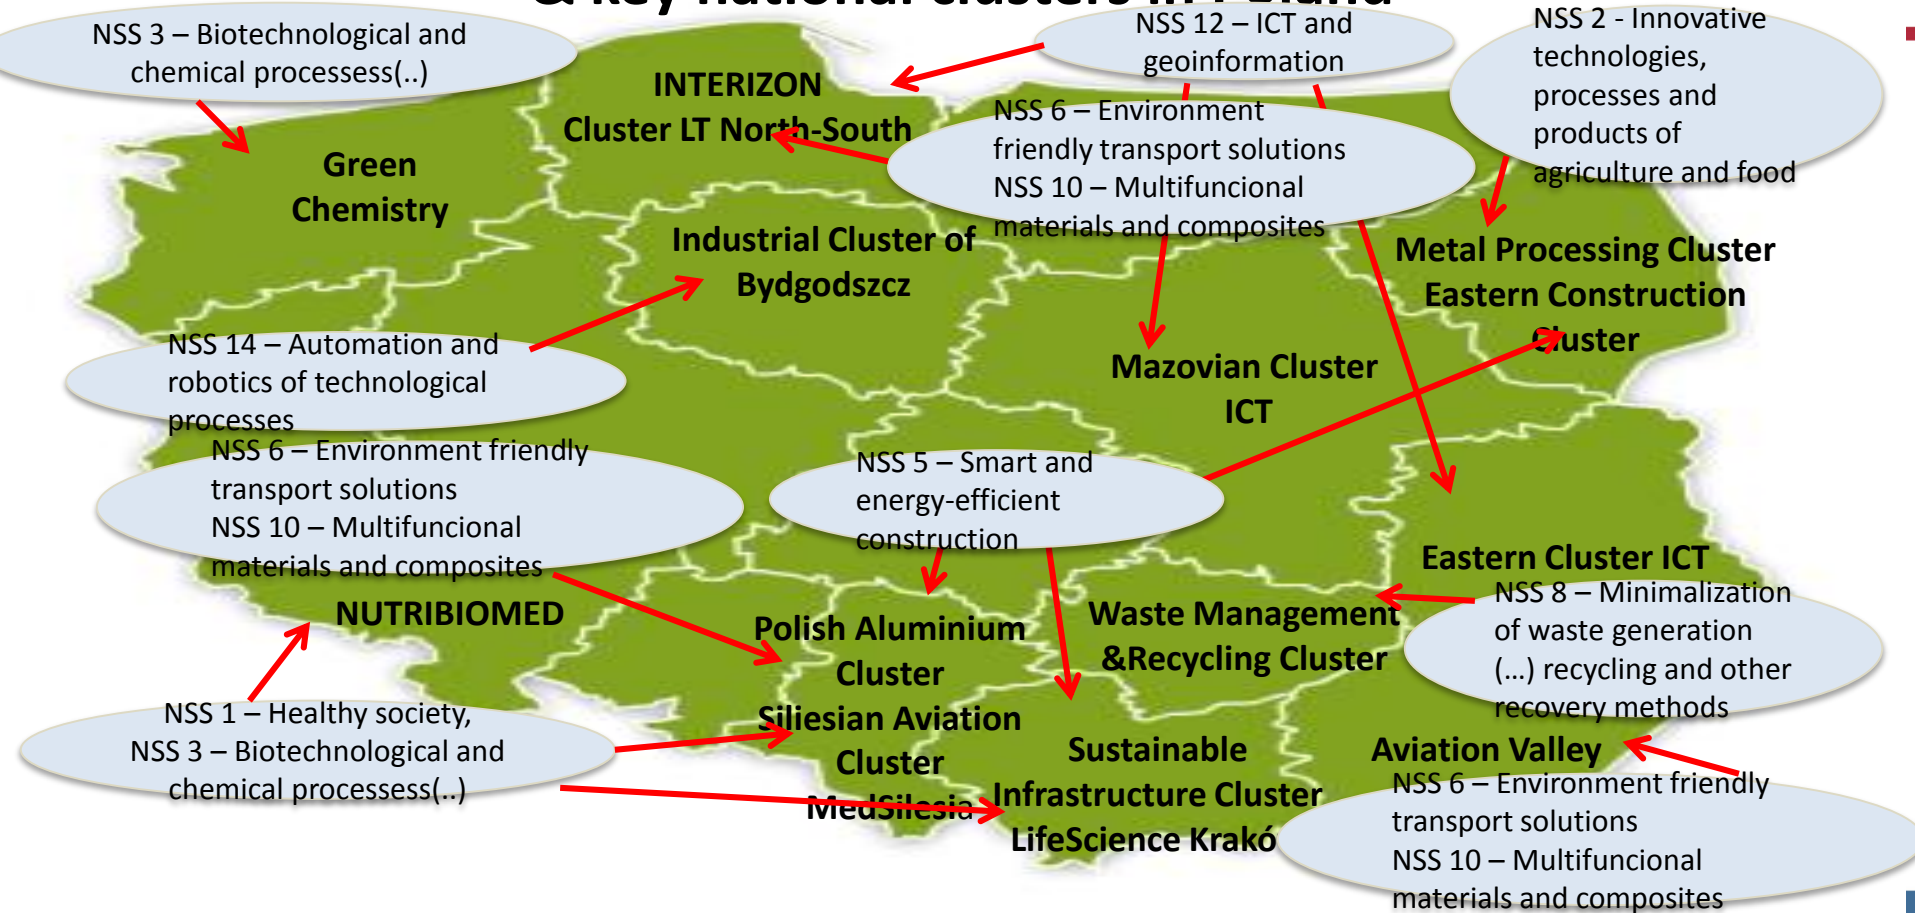 & key national clusters in Poland
NSS 3 – Biotechnological and
chemical processess(..)
NSS 12 – ICT and
geoinformation
NSS 2 - Innovative
technologies,
processes and
products of
agriculture and food
INTERIZON
Cluster LT North-South
NSS 6 – Environment
friendly transport solutions
NSS 10 – Multifuncional
materials and composites
Green
Chemistry
Industrial Cluster of
Bydgodszcz
Metal Processing Cluster
Eastern Construction
Cluster
NSS 14 – Automation and
robotics of technological
processes
Mazovian Cluster
ICT
NSS 6 – Environment friendly
transport solutions
NSS 10 – Multifuncional
materials and composites
NSS 5 – Smart and
energy-efficient
construction
Eastern Cluster ICT
NUTRIBIOMED
Polish Aluminium
Cluster
Siliesian Aviation
Cluster
MedSilesia
Waste Management
&Recycling Cluster
NSS 8 – Minimalization
of waste generation
(...) recycling and other
recovery methods
NSS 1 – Healthy society,
NSS 3 – Biotechnological and
chemical processess(..)
Sustainable
Infrastructure Cluster
LifeScience Krakó
Aviation Valley
NSS 6 – Environment friendly
transport solutions
NSS 10 – Multifuncional
materials and composites